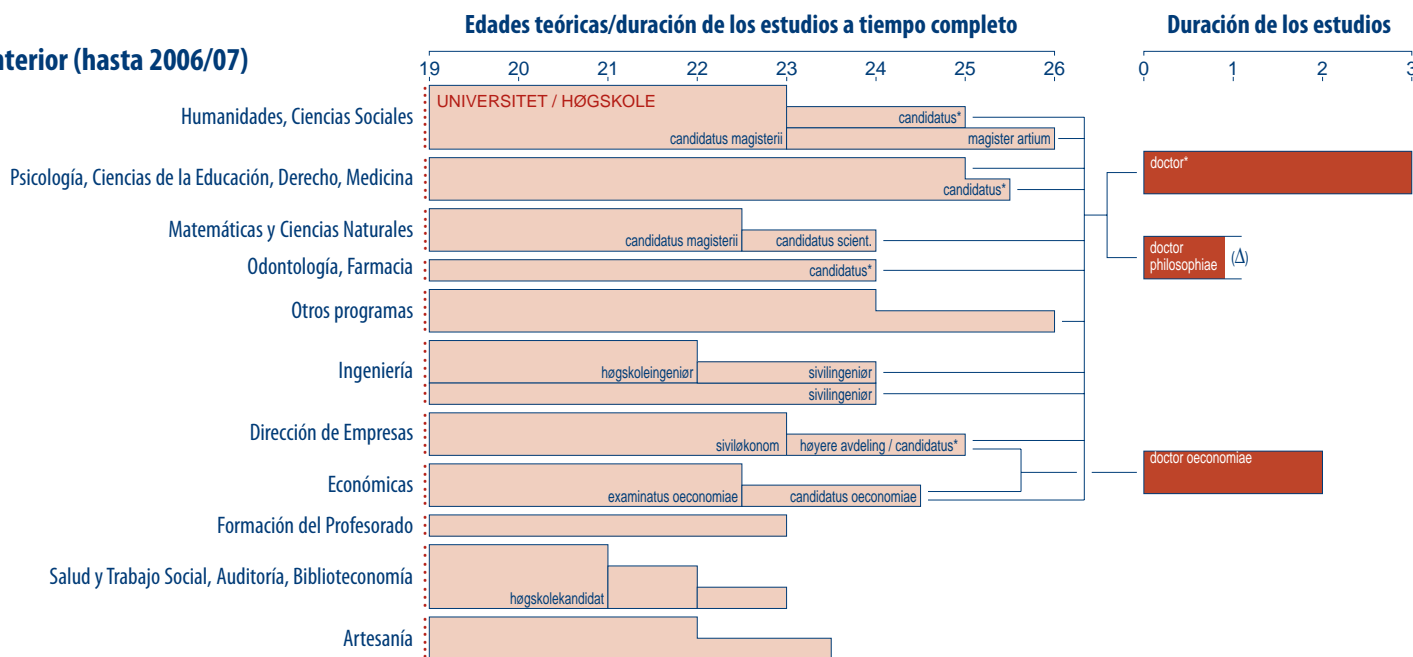 Edades teóricas/duración de los estudios a tiempo completo
Duración de los estudios
nterior (hasta 2006/07)
19 20 21 22 23 24 25 26
0 1 2 3
UNIVERSITET / HØGSKOLE
Humanidades, Ciencias Sociales
candidatus*
candidatus magisterii
magister artium
doctor*
Psicología, Ciencias de la Educación, Derecho, Medicina
candidatus*
Matemáticas y Ciencias Naturales
candidatus magisterii
candidatus scient.
doctor
philosophiae
(Δ)
Odontología, Farmacia
candidatus*
Otros programas
Ingeniería
høgskoleingeniør
sivilingeniør
sivilingeniør
Dirección de Empresas
siviløkonom
høyere avdeling / candidatus*
doctor oeconomiae
Económicas
examinatus oeconomiae
candidatus oeconomiae
Formación del Profesorado
Salud y Trabajo Social, Auditoría, Biblioteconomía
høgskolekandidat
Artesanía